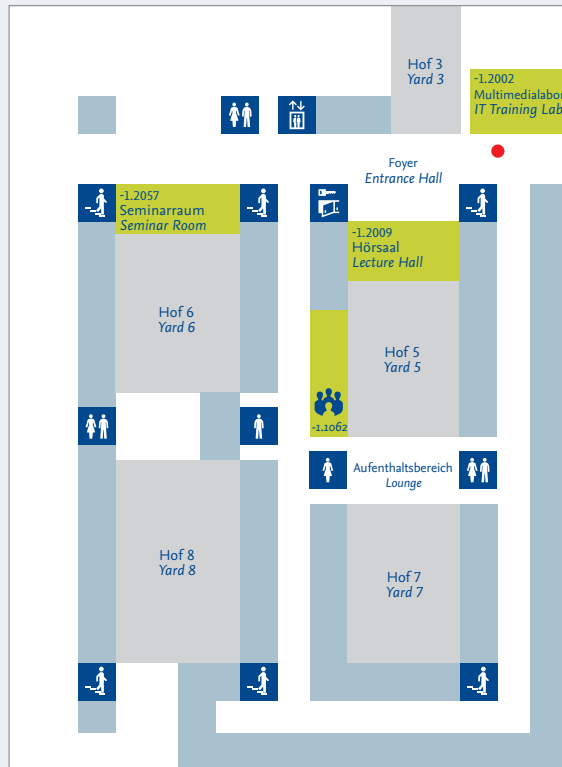 Hof 3
Yard 3
-1.2002
Multimedialabor
IT Training Lab
Foyer
Entrance Hall
-1.2057
Seminarraum
Seminar Room
-1.2009
Hörsaal
Lecture Hall
Hof 6
Yard 6
Hof 5
Yard 5
-1.1062
Aufenthaltsbereich
Lounge
Hof 8
Yard 8
Hof 7
Yard 7